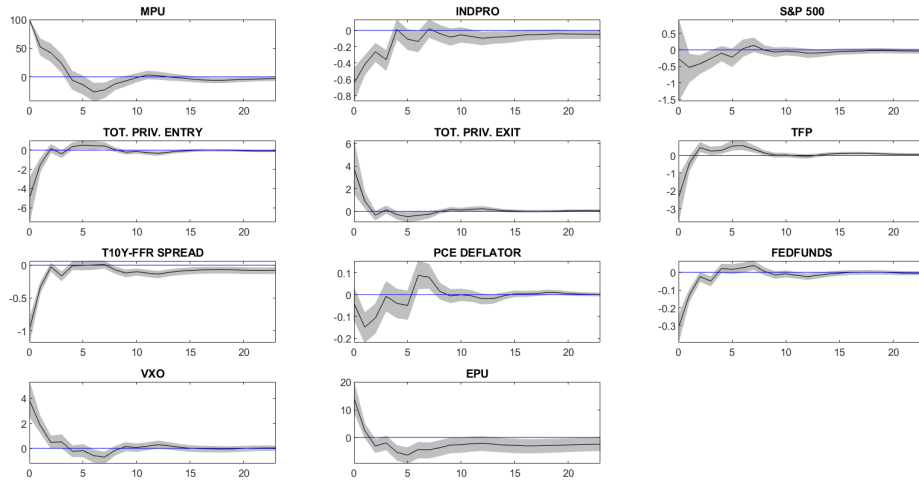 MPU
100
50
0
0 5 10 15 20
INDPRO
0
-0.2
-0.4
-0.6
-0.8
0 5 10 15 20
S&P 500
0.5
0
-0.5
-1
-1.5
0 5 10 15 20
TOT. PRIV. ENTRY
0
-2
-4
-6
0 5 10 15 20
TOT. PRIV. EXIT
6
4
2
0
0 5 10 15 20
TFP
0
-1
-2
-3
0 5 10 15 20
T10Y-FFR SPREAD
0
-0.5
-1
0 5 10 15 20
PCE DEFLATOR
0.1
0
-0.1
-0.2
0 5 10 15 20
FEDFUNDS
0
-0.1
-0.2
-0.3
0 5 10 15 20
VXO
4
2
0
0 5 10 15 20
EPU
20
10
0
0 5 10 15 20